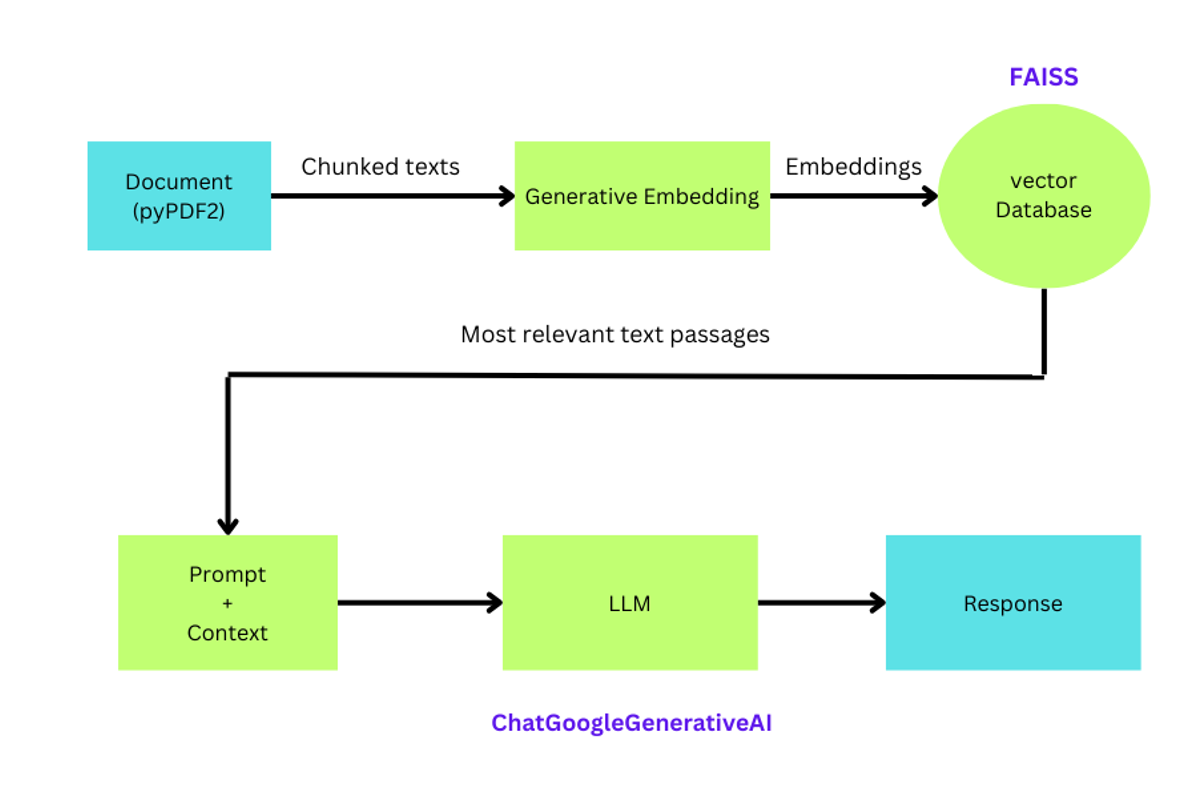 FAISS
Document
(pyPDF2)
Chunked texts
Generative Embedding
Embeddings
vector
Database
Most relevant text passages
Prompt
+
Context
LLM
Response
ChatGoogleGenerativeAI